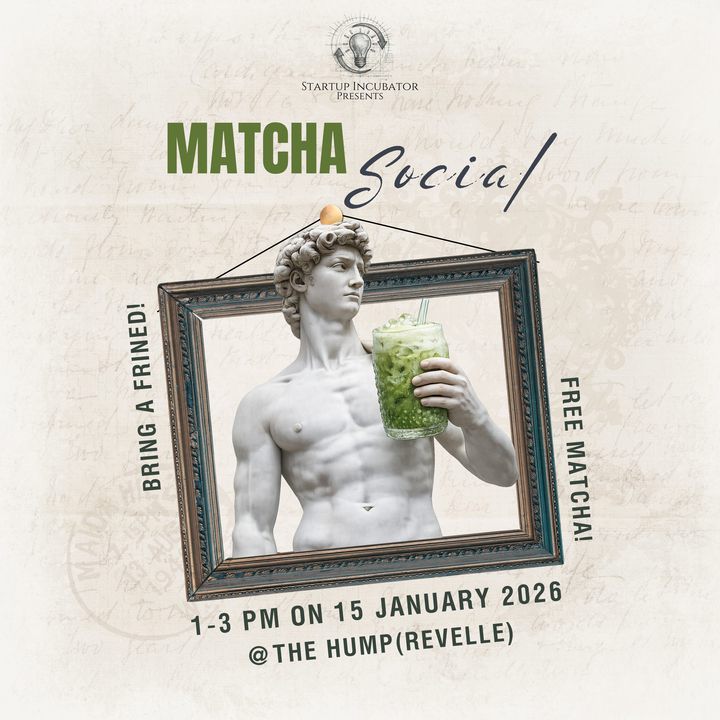 STARTUP INCUBATOR
PRESENTS
MATCHA
Social
BRING A FRINED!
FREE MATCHA!
1-3 PM ON 15 JANUARY 2026
@THE HUMP(REVELLE)